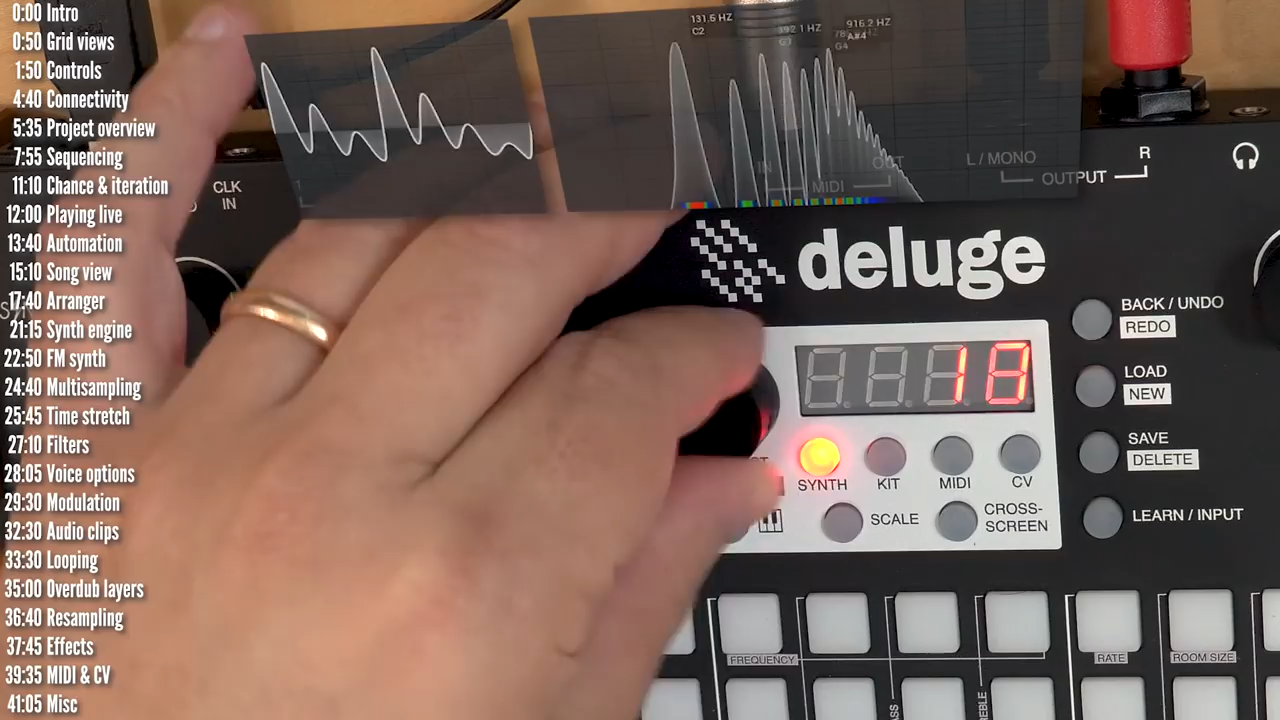 0:00 Intro
0:50 Grid views
1:50 Controls
4:40 Connectivity
5:35 Project overview
7:55 Sequencing
11:10 Chance & iteration
12:00 Playing live
13:40 Automation
15:10 Song view
17:40 Arranger
21:15 Synth engine
22:50 FM synth
24:40 Multisampling
25:45 Time stretch
27:10 Filters
28:05 Voice options
29:30 Modulation
32:30 Audio clips
33:30 Looping
35:00 Overdub layers
36:40 Resampling
37:45 Effects
39:35 MIDI & CV
41:05 Misc
131.5 HZ
C2
G3
916.2 HZ
A#4
G4
CLK
IN
IN
MIDI
OUT
L / MONO
OUTPUT
R
deluge
18
SYNTH
KIT
MIDI
CV
SCALE
CROSS-
SCREEN
BACK / UNDO
REDO
LOAD
NEW
SAVE
DELETE
LEARN / INPUT
FREQUENCY
RATE
ROOM SIZE